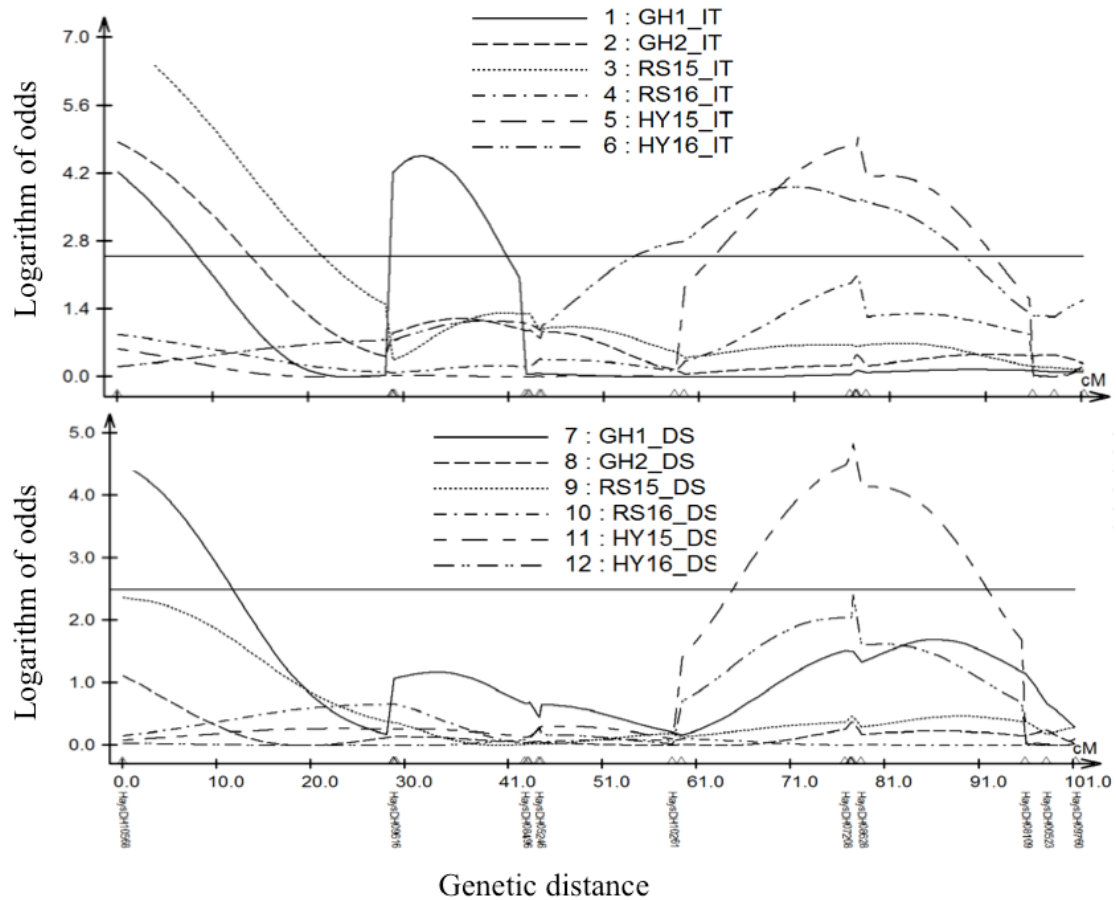 1 : GH1_IT
2 : GH2_IT
3 : RS15_IT
4 : RS16_IT
5 : HY15_IT
6 : HY16_IT
Logarithm of odds
7.0
5.6
4.2
2.8
1.4
0.0
cM
7 : GH1_DS
8 : GH2_DS
9 : RS15_DS
10 : RS16_DS
11 : HY15_DS
12 : HY16_DS
Logarithm of odds
5.0
4.0
3.0
2.0
1.0
0.0
cM
0.0 10.0 20.0 30.0 41.0 51.0 61.0 71.0 81.0 91.0 101.0
Genetic distance